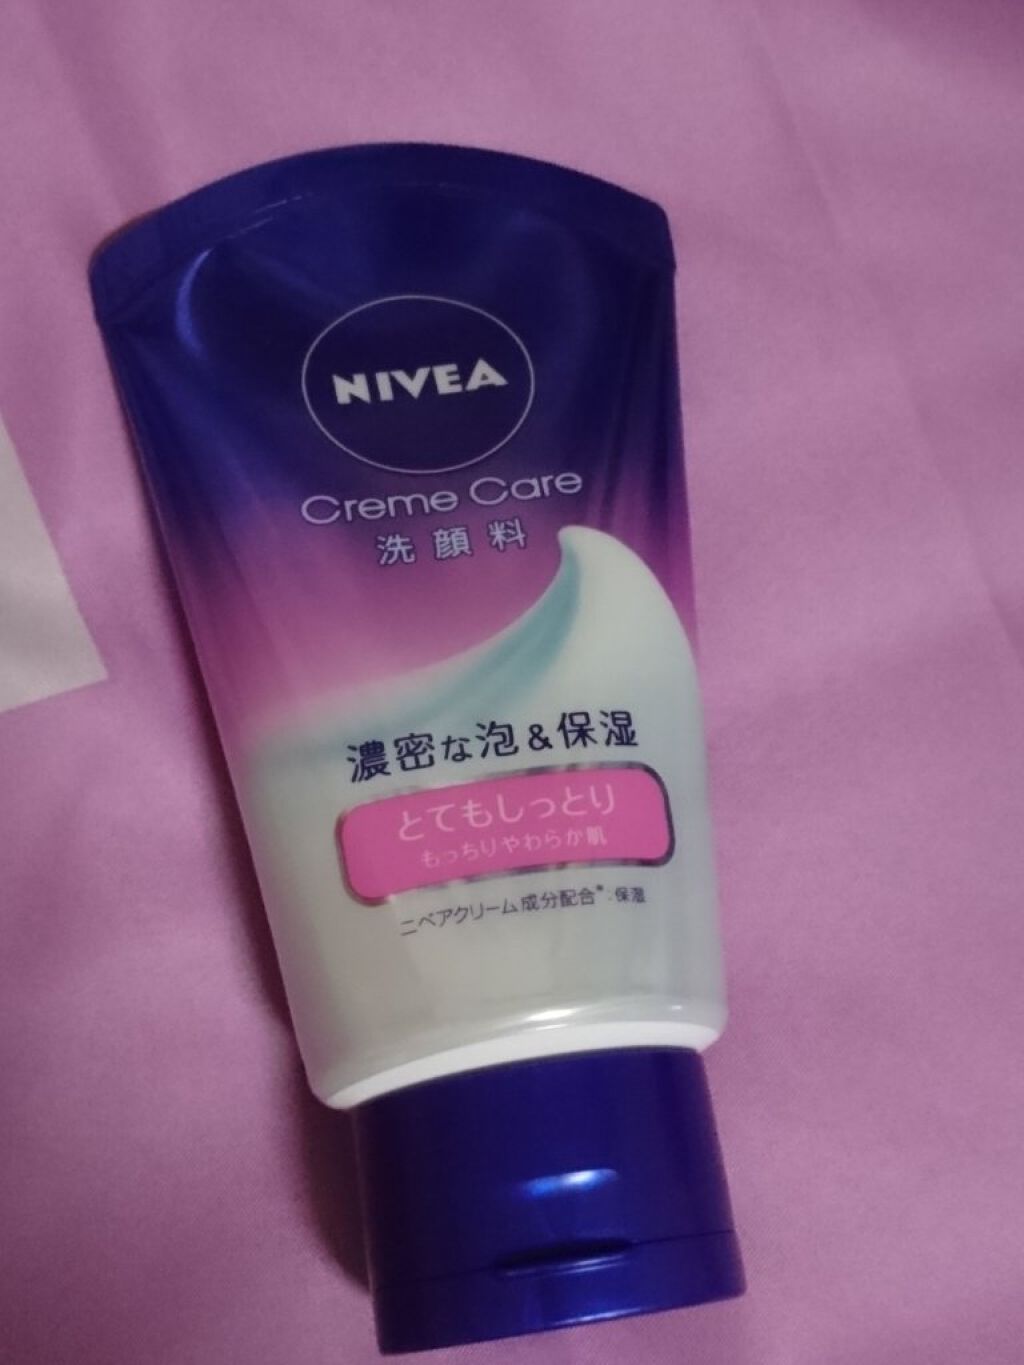 NIVEA
Creme Care
洗顔料
濃密な泡&保湿
とてもしっとり
もっちりやわらか肌
ニベアクリーム成分配合*:保湿